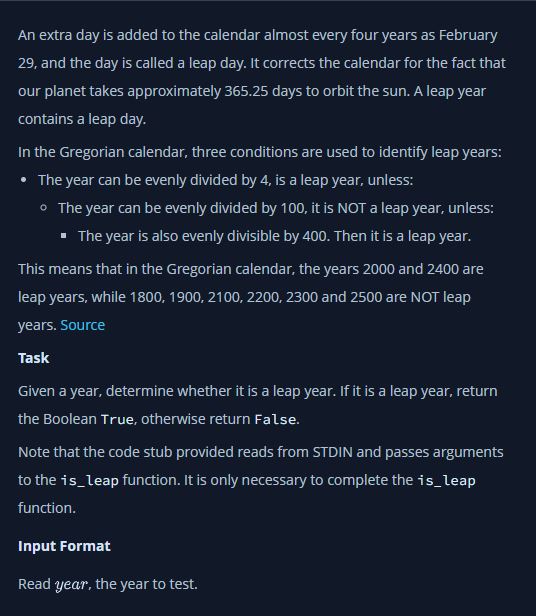 An extra day is added to the calendar almost every four years as February
29, and the day is called a leap day. It corrects the calendar for the fact that
our planet takes approximately 365.25 days to orbit the sun. A leap year
contains a leap day.
In the Gregorian calendar, three conditions are used to identify leap years:
• The year can be evenly divided by 4, is a leap year, unless:
◦ The year can be evenly divided by 100, it is NOT a leap year, unless:
▪ The year is also evenly divisible by 400. Then it is a leap year.
This means that in the Gregorian calendar, the years 2000 and 2400 are
leap years, while 1800, 1900, 2100, 2200, 2300 and 2500 are NOT leap
years. Source
Task
Given a year, determine whether it is a leap year. If it is a leap year, return
the Boolean True, otherwise return False.
Note that the code stub provided reads from STDIN and passes arguments
to the is_leap function. It is only necessary to complete the is_leap
function.
Input Format
Read year, the year to test.